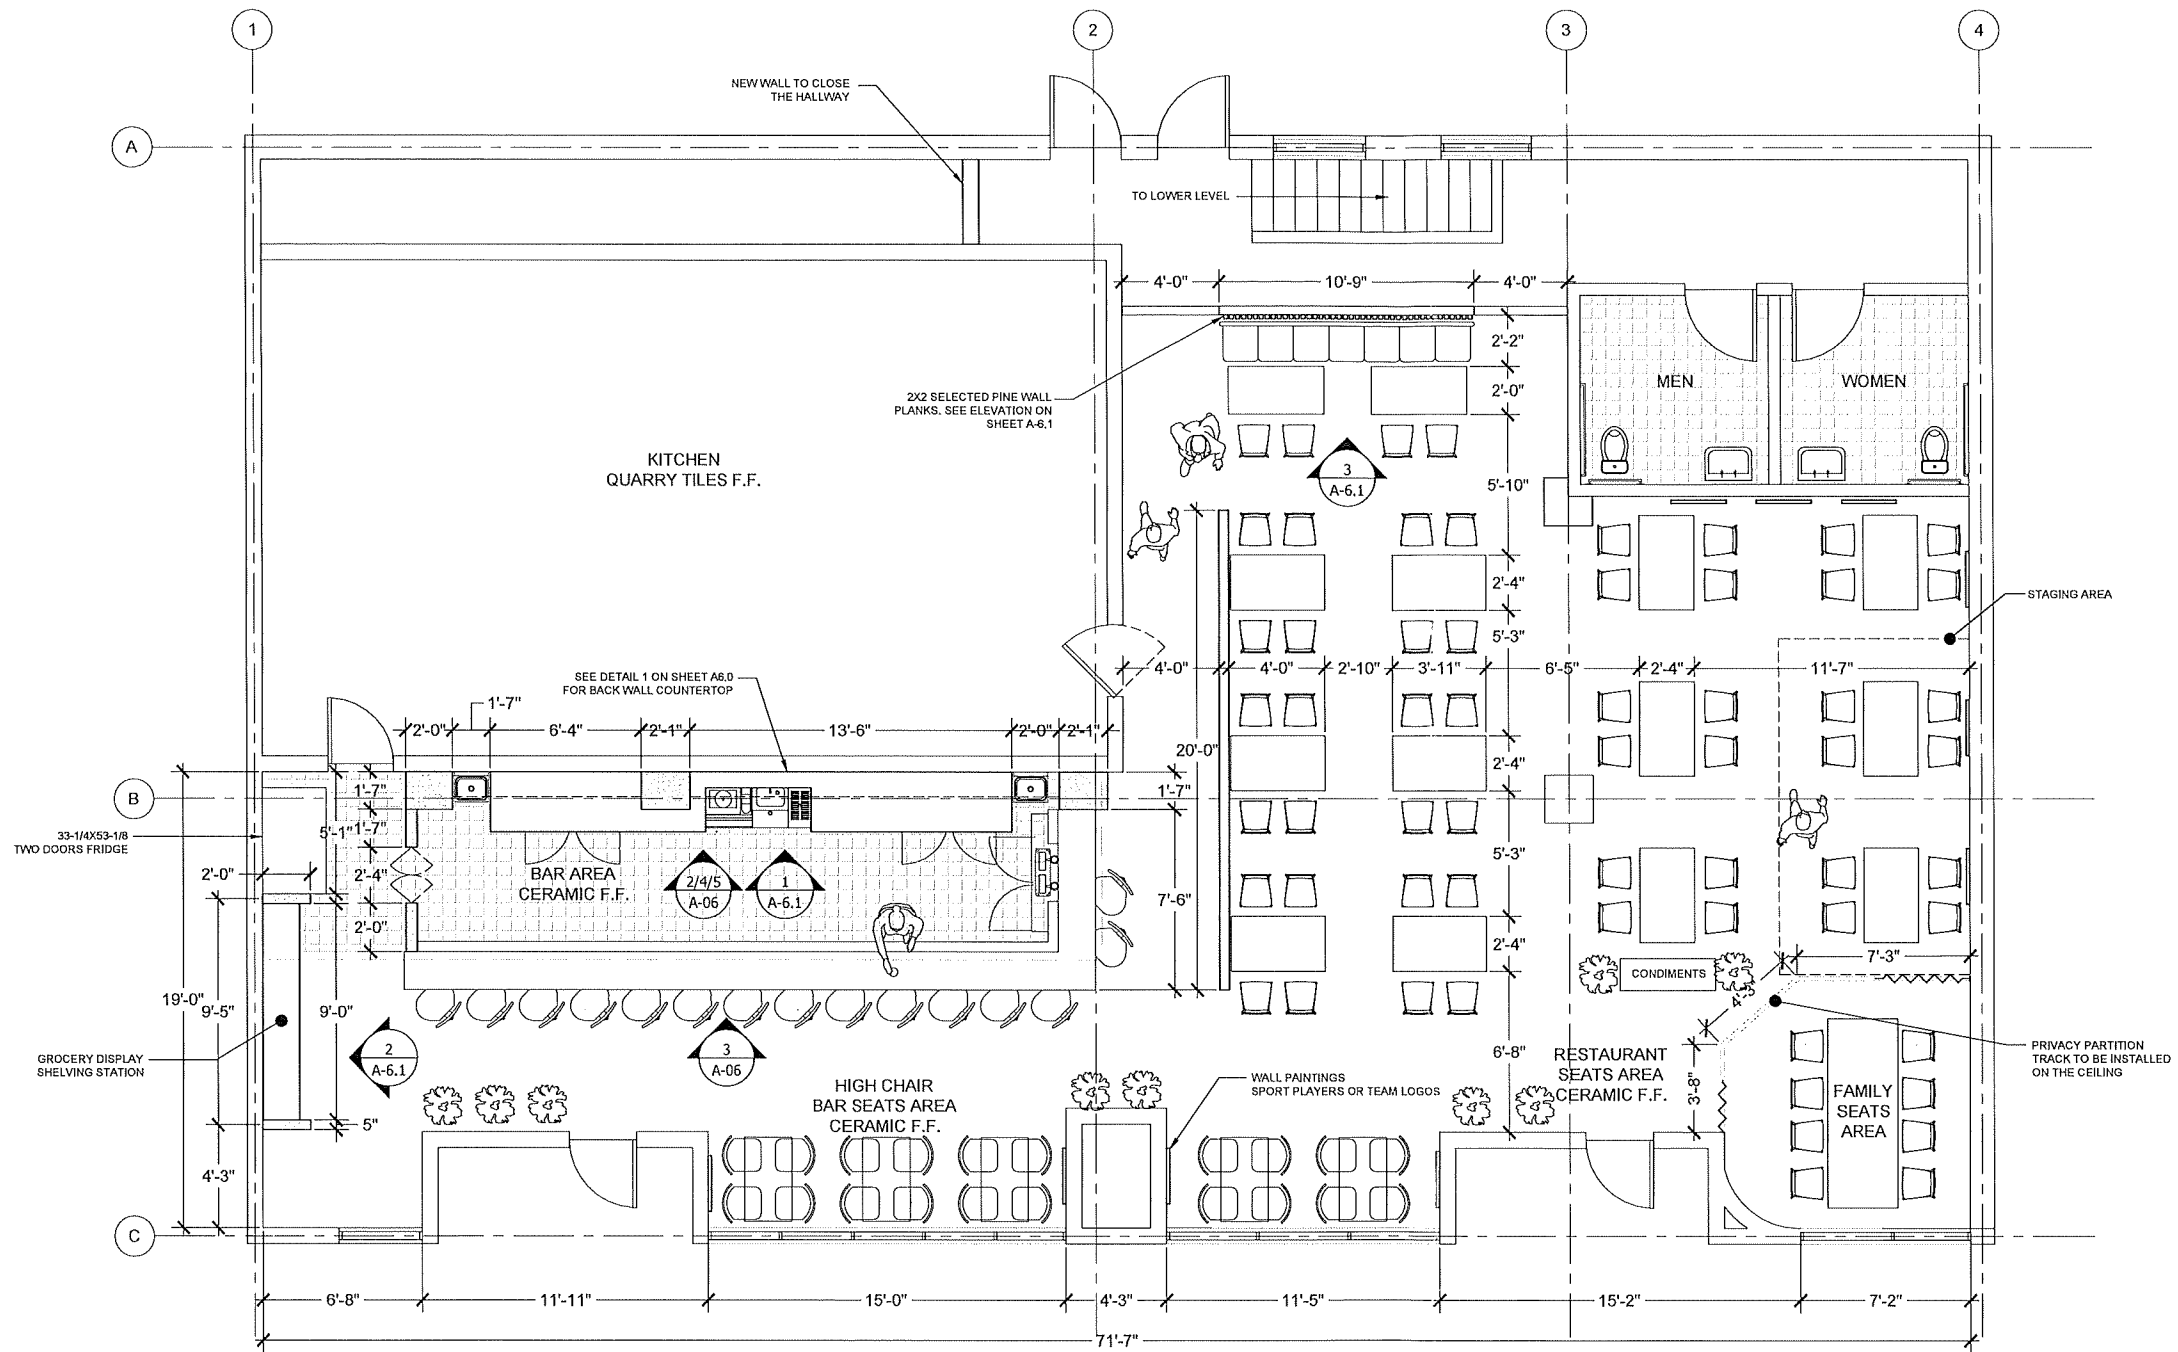 1
2
3
4
NEW WALL TO CLOSE
THE HALLWAY
A
TO LOWER LEVEL
4'-0"
10'-9"
4'-0"
2'-2"
2'-0"
MEN
WOMEN
2X2 SELECTED PINE WALL
PLANKS. SEE ELEVATION ON
SHEET A-6.1
KITCHEN
QUARRY TILES F.F.
3
A-6.1
5'-10"
2'-4"
STAGING AREA
5'-3"
SEE DETAIL 1 ON SHEET A6.0
FOR BACK WALL COUNTERTOP
4'-0"
4'-0"
2'-10"
3'-11"
6'-5"
2'-4"
11'-7"
1'-7"
2'-0"
6'-4"
2'-1"
13'-6"
2'-0"
2'-1"
20'-0"
2'-4"
B
1'-7"
1'-7"
33-1/4X53-1/8
TWO DOORS FRIDGE
5'-1"
1'-7"
2'-0"
2'-4"
BAR AREA
CERAMIC F.F.
2/4/5
A-06
1
A-6.1
7'-6"
5'-3"
2'-0"
2'-4"
7'-3"
CONDIMENTS
19'-0"
9'-5"
9'-0"
GROCERY DISPLAY
SHELVING STATION
2
A-6.1
3
A-06
6'-8"
RESTAURANT
SEATS AREA
CERAMIC F.F.
3'-8"
PRIVACY PARTITION
TRACK TO BE INSTALLED
ON THE CEILING
HIGH CHAIR
BAR SEATS AREA
CERAMIC F.F.
WALL PAINTINGS
SPORT PLAYERS OR TEAM LOGOS
FAMILY
SEATS
AREA
5"
4'-3"
C
6'-8"
11'-11"
15'-0"
4'-3"
11'-5"
15'-2"
7'-2"
71'-7"